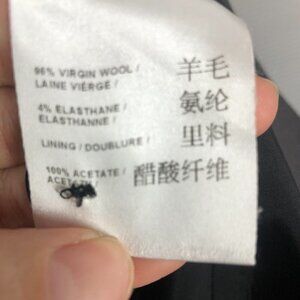 96% VIRGIN WOOL /
LAINE VIERGE /
羊毛
4% ELASTHANE /
ELASTHANNE /
氨纶
LINING / DOUBLURE /
里料
100% ACETATE /
ACETATE /
醋酸纤维